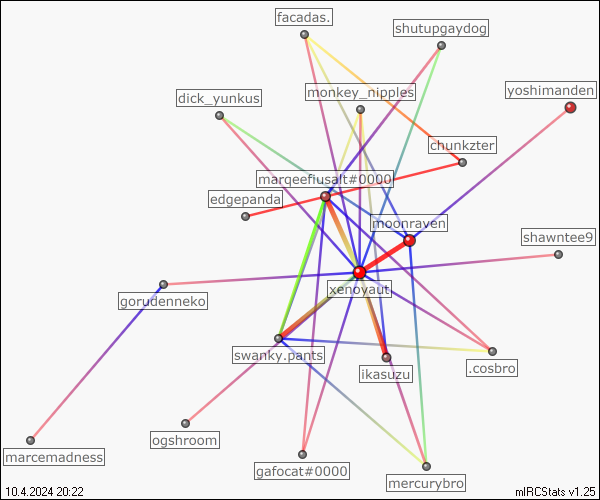 facadas.
shutupgaydog
yoshimanden
monkey_nipples
dick_yunkus
chunkzter
marqeeflusalt#0000
edgepanda
moonraven
shawntee9
xenoyaut
gorudenneko
swanky.pants
ikasuzu
.cosbro
ogshroom
marcemadness
gafocat#0000
mercurybro
10.4.2024 20:22
mIRCStats v1.25